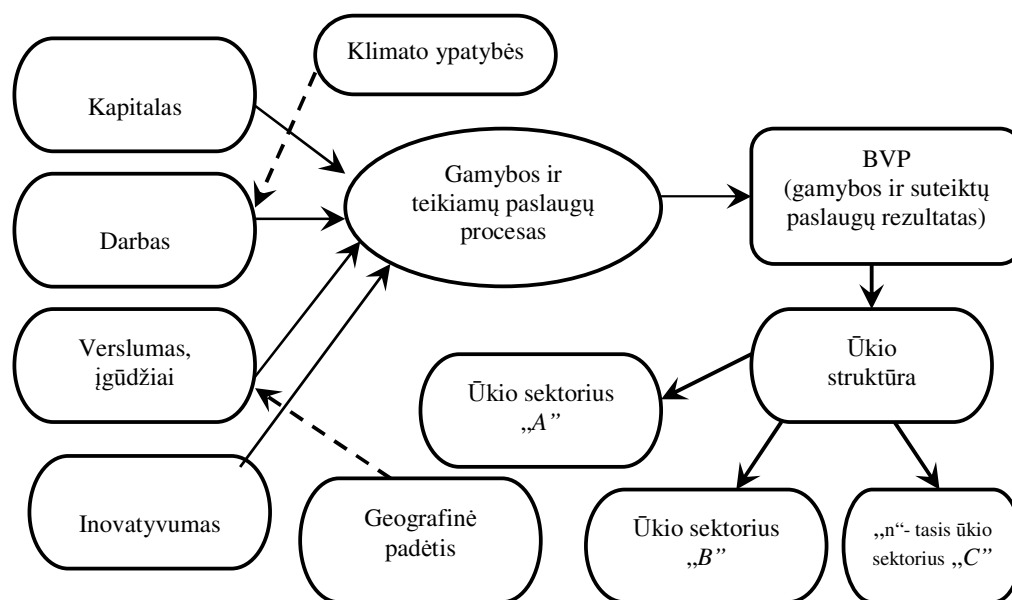 Klimato ypatybės
Kapitalas
Gamybos ir
teikiamų paslaugų
procesas
BVP
(gamybos ir suteiktų
paslaugų rezultatas)
Darbas
Verslumas,
įgūdžiai
Ūkio
struktūra
Ūkio sektorius
„A”
Inovatyvumas
Geografinė
padėtis
Ūkio sektorius
„B”
„n“- tasis ūkio
sektorius „C”